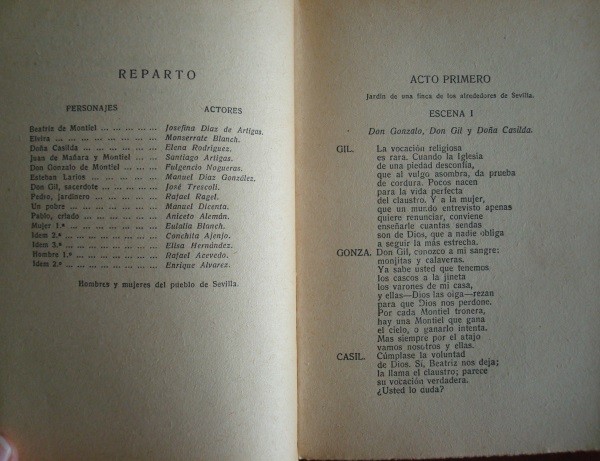 REPARTO
PERSONAJES ACTORES
Beatriz de Montiel ... ... ... ... ... Josefina Diaz de Artigas.
Elvira ... ... ... ... ... ... ... ... Monserrate Blanch.
Doña Casilda ... ... ... ... ... ... Elena Rodriguez.
Juan de Mañara y Montiel ... ... Santiago Artigas.
Don Gonzalo de Montiel ... ... ... Fulgencio Nogueras.
Esteban Larios ... ... ... ... ... ... Manuel Diaz González.
Don Gil, sacerdote ... ... ... ... ... José Trescoli.
Pedro, jardinero ... ... ... ... ... Rafael Ragel.
Un pobre ... ... ... ... ... ... ... Manuel Dicenta.
Pablo, criado ... ... ... ... ... ... Aniceto Alemán.
Mujer 1.ª ... ... ... ... ... ... ... Eulalia Blanch.
Idem 2.ª ... ... ... ... ... ... ... Conchita Ajenjo.
Idem 3.ª ... ... ... ... ... ... ... Elisa Hernández.
Hombre 1.º ... ... ... ... ... ... Rafael Acevedo.
Idem 2.º ... ... ... ... ... ... ... Enrique Alvarez.
Hombres y mujeres del pueblo de Sevilla.
ACTO PRIMERO
Jardín de una finca de los alrededores de Sevilla.
ESCENA I
Don Gonzalo, Don Gil y Doña Casilda.
GIL. La vocación religiosa
es rara. Cuando la Iglesia
de una piedad desconfía,
que al vulgo asombra, da prueba
de cordura. Pocos nacen
para la vida perfecta
del claustro. Y a la mujer,
que un mundo entrevisto apenas
quiere renunciar, conviene
enseñarle cuantas sendas
son de Dios, que a nadie obliga
a seguir la más estrecha.
GONZA. Don Gil, conozco a mi sangre:
monjitas y calaveras.
Ya sabe usted que tenemos
los cascos a la jineta
los varones de mi casa,
y ellas—Dios las oiga—rezan
para que Dios nos perdone.
Por cada Montiel tronera,
hay una Montiel que gana
el cielo, o ganarlo intenta.
Mas siempre por el atajo
vamos nosotros y ellas.
CASIL. Cúmplase la voluntad
de Dios. Sí, Beatriz nos deja;
la llama el claustro; parece
su vocación verdadera.
¿Usted lo duda?